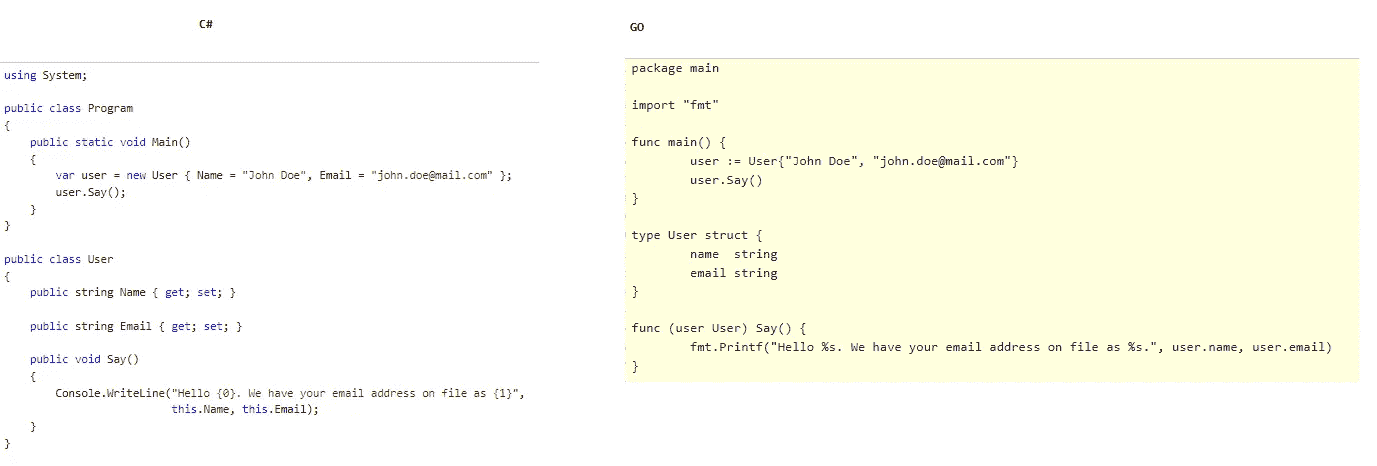 C#
using System;
public class Program
{
public static void Main()
{
var user = new User { Name = "John Doe", Email = "john.doe@mail.com" };
user.Say();
}
}
public class User
{
public string Name { get; set; }
public string Email { get; set; }
public void Say()
{
Console.WriteLine("Hello {0}. We have your email address on file as {1}",
this.Name, this.Email);
}
}
GO
package main
import "fmt"
func main() {
user := User{"John Doe", "john.doe@mail.com"}
user.Say()
}
type User struct {
name  string
email string
}
func (user User) Say() {
fmt.Printf("Hello %s. We have your email address on file as %s.", user.name, user.email)
}